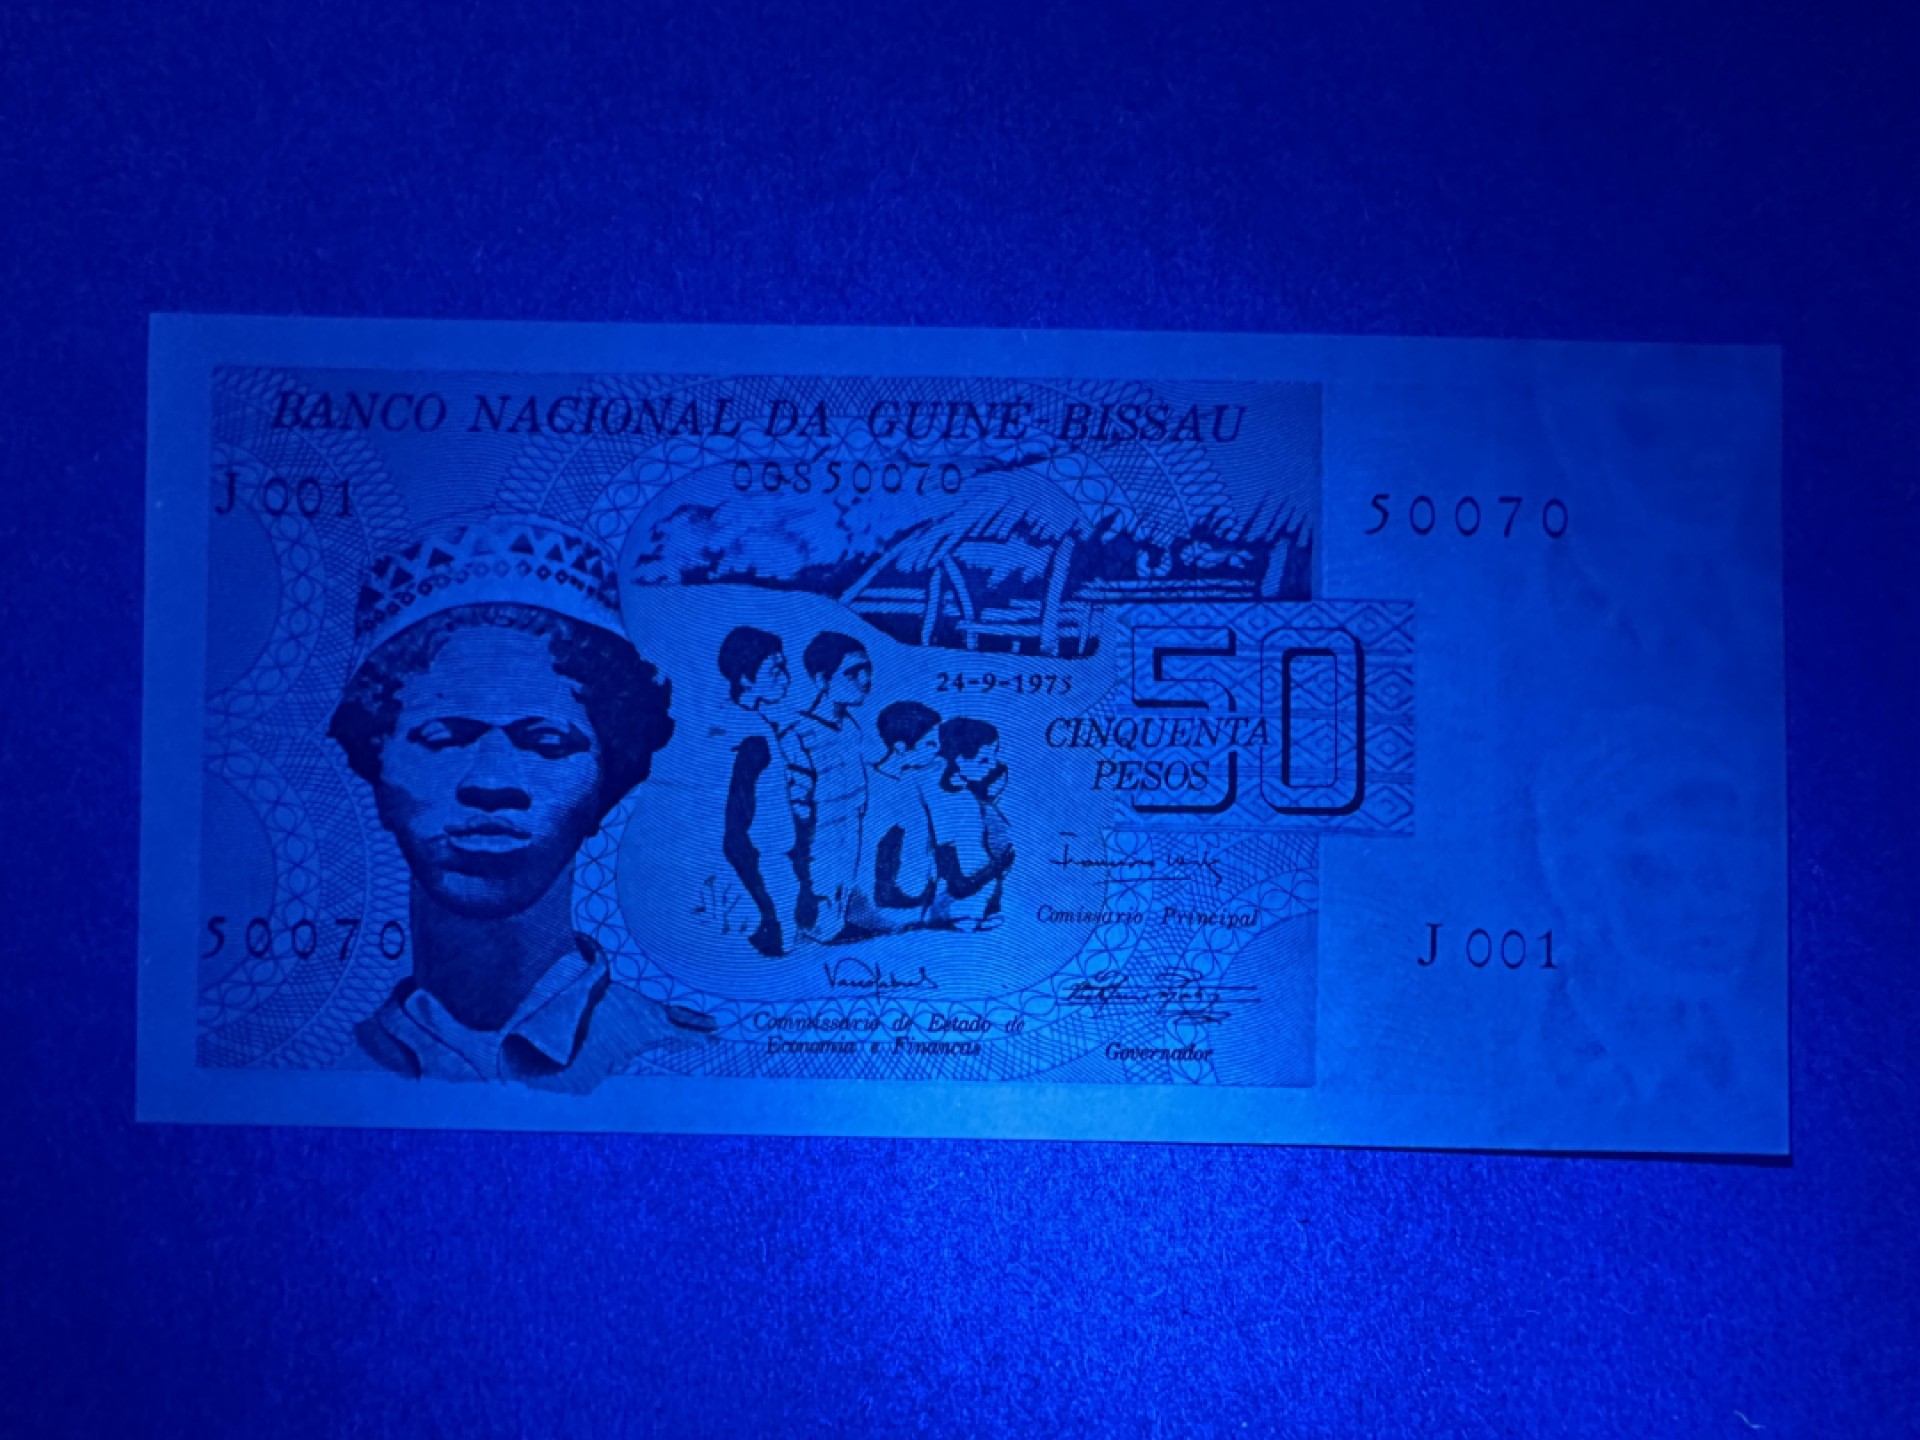 BANCO NACIONAL DA GUINÉ-BISSAU
00850070
J 001
50070
24-9-1975
50
CINQUENTA
PESOS
Comissário Principal
50070
J 001
Commissário de Estado de
Economia e Financas
Governador